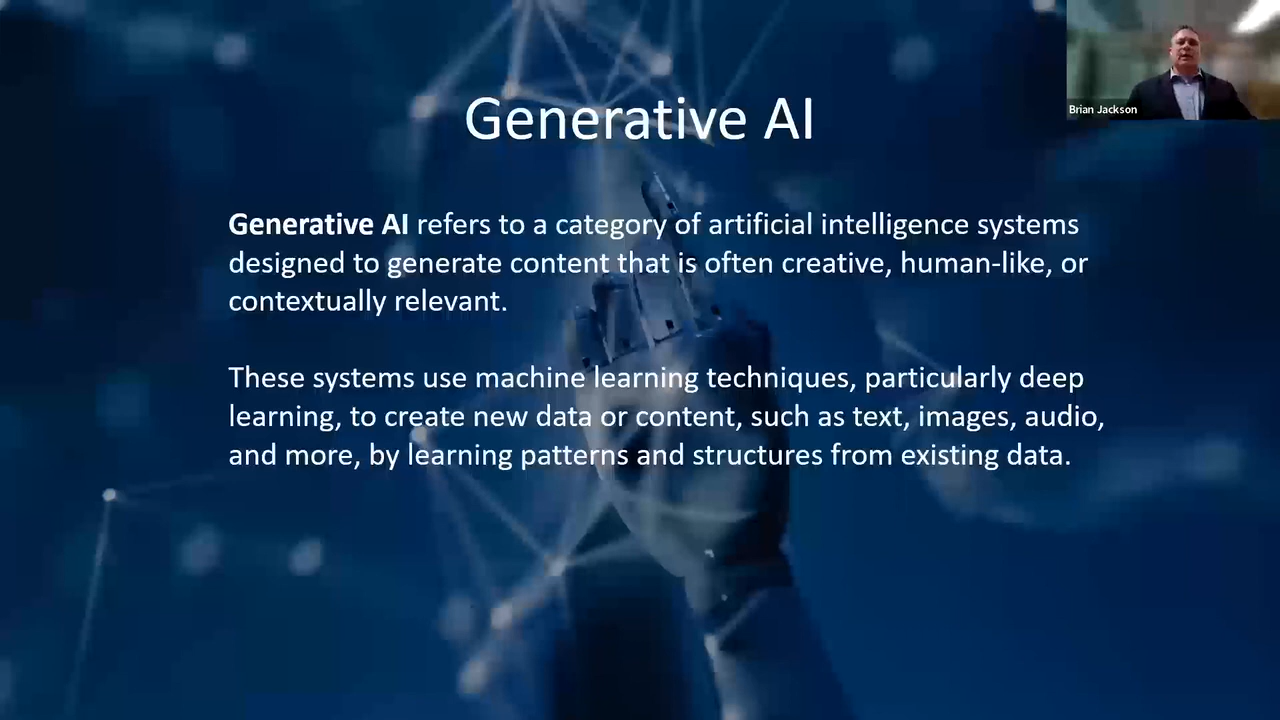 Generative AI
Brian Jackson
Generative AI refers to a category of artificial intelligence systems
designed to generate content that is often creative, human-like, or
contextually relevant.
These systems use machine learning techniques, particularly deep
learning, to create new data or content, such as text, images, audio,
and more, by learning patterns and structures from existing data.